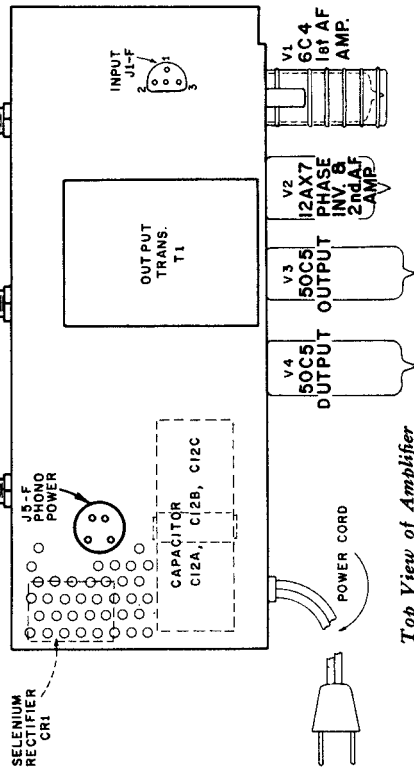 SELENIUM
RECTIFIER
CR1
J5-F
PHONO
POWER
CAPACITOR
C12A, C12B, C12C
OUTPUT
TRANS.
T1
INPUT
J1-F
2
1
3
POWER CORD
V4
50C5
OUTPUT
V3
50C5
OUTPUT
V2
12AX7
PHASE
INV. &
2nd AF
AMP.
V1
6C4
1st AF
AMP.
Top View of Amplifier